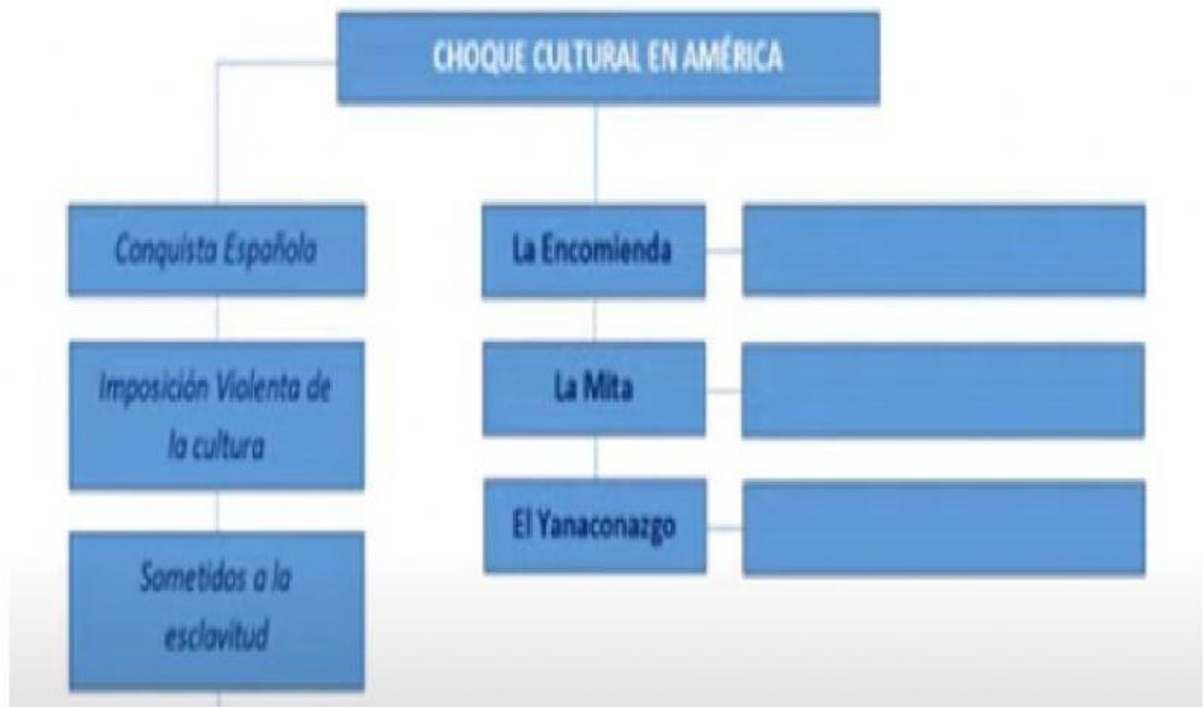 CHOQUE CULTURAL EN AMÉRICA
Conquista Española
Imposición Violenta de
la cultura
Sometidos a la
esclavitud
La Encomienda
La Mita
El Yanaconazgo